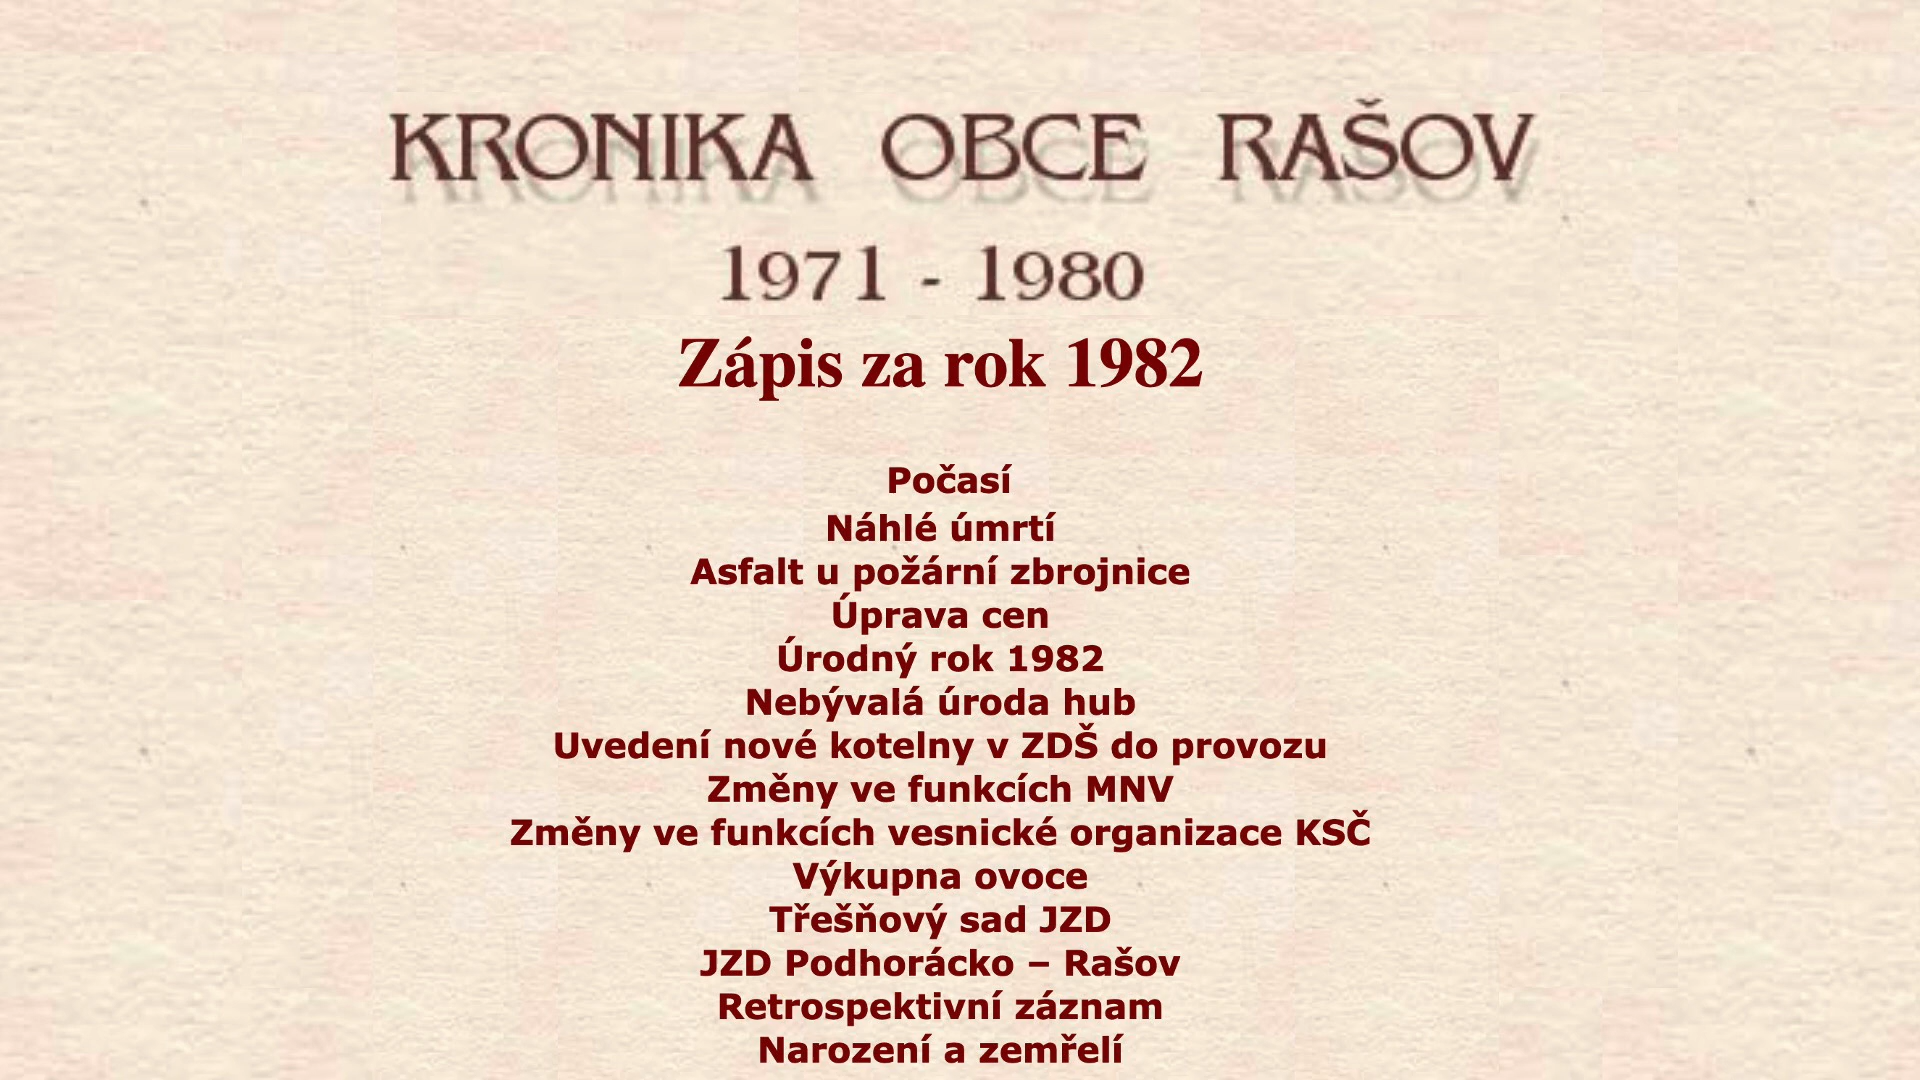 KRONIKA OBCE RAŠOV
1971 - 1980
Zápis za rok 1982
Počasí
Náhlé úmrtí
Asfalt u požární zbrojnice
Úprava cen
Úrodný rok 1982
Nebývalá úroda hub
Uvedení nové kotelny v ZDŠ do provozu
Změny ve funkcích MNV
Změny ve funkcích vesnické organizace KSČ
Výkupna ovoce
Třešňový sad JZD
JZD Podhorácko – Rašov
Retrospektivní záznam
Narození a zemřelí